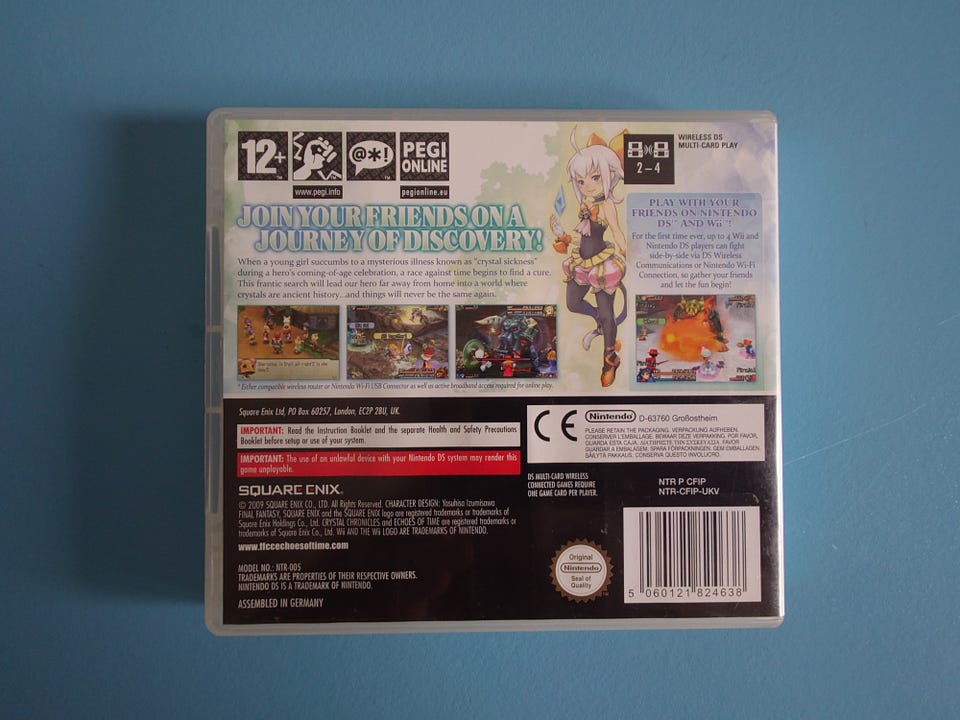 12+
@*!
PEGI
ONLINE
www.pegi.info
pegionline.eu
WIRELESS DS
MULTI-CARD PLAY
2 – 4
JOIN YOUR FRIENDS ON A
JOURNEY OF DISCOVERY!
When a young girl succumbs to a mysterious illness known as "crystal sickness"
during a hero's coming-of-age celebration, a race against time begins to find a cure.
This frantic search will lead our hero far away from home into a world where
crystals are ancient history...and things will never be the same again.
PLAY WITH YOUR
FRIENDS ON NINTENDO
DS™ AND Wii™!
For the first time ever, up to 4 Wii and
Nintendo DS players can fight
side-by-side via DS Wireless
Communications or Nintendo Wi-Fi
Connection, so gather your friends
and let the fun begin!
* Either compatible wireless router or Nintendo Wi-Fi USB Connector as well as active broadband access required for online play.
Square Enix Ltd, PO Box 60257, London, EC2P 2BU, UK.
IMPORTANT: Read the Instruction Booklet and the separate Health and Safety Precautions
Booklet before setup or use of your system.
IMPORTANT: The use of an unlawful device with your Nintendo DS system may render this
game unplayable.
SQUARE ENIX.
© 2009 SQUARE ENIX CO., LTD. All Rights Reserved. CHARACTER DESIGN: Yasuhisa Izumisawa
FINAL FANTASY, SQUARE ENIX and the SQUARE ENIX logo are registered trademarks or trademarks of
Square Enix Holdings Co., Ltd. CRYSTAL CHRONICLES and ECHOES OF TIME are registered trademarks or
trademarks of Square Enix Co., Ltd. Wii AND THE Wii LOGO ARE TRADEMARKS OF NINTENDO.
www.ffccechoesoftime.com
MODEL NO.: NTR-005
TRADEMARKS ARE PROPERTIES OF THEIR RESPECTIVE OWNERS.
NINTENDO DS IS A TRADEMARK OF NINTENDO.
ASSEMBLED IN GERMANY
CE
Nintendo D-63760 Großostheim
PLEASE RETAIN THE PACKAGING. VERPACKUNG AUFHEBEN.
CONSERVER L'EMBALLAGE. BEWAAR DEZE VERPAKKING. POR FAVOR,
GUARDA ESTA CAJA. ΔΙΑΤΗΡΗΣΤΕ ΤΗΝ ΣΥΣΚΕΥΑΣΙΑ. FAVOR
GUARDAR A EMBALAGEM. SPARA FÖRPACKNINGEN. GEM EMBALLAGEN.
SÄILYTÄ PAKKAUS. CONSERVA QUESTO INVOLUCRO.
DS MULTI-CARD WIRELESS
CONNECTED GAMES REQUIRE
ONE GAME CARD PER PLAYER.
NTR P CFIP
NTR-CFIP-UKV
Original
Nintendo
Seal of
Quality
5 060121 824638